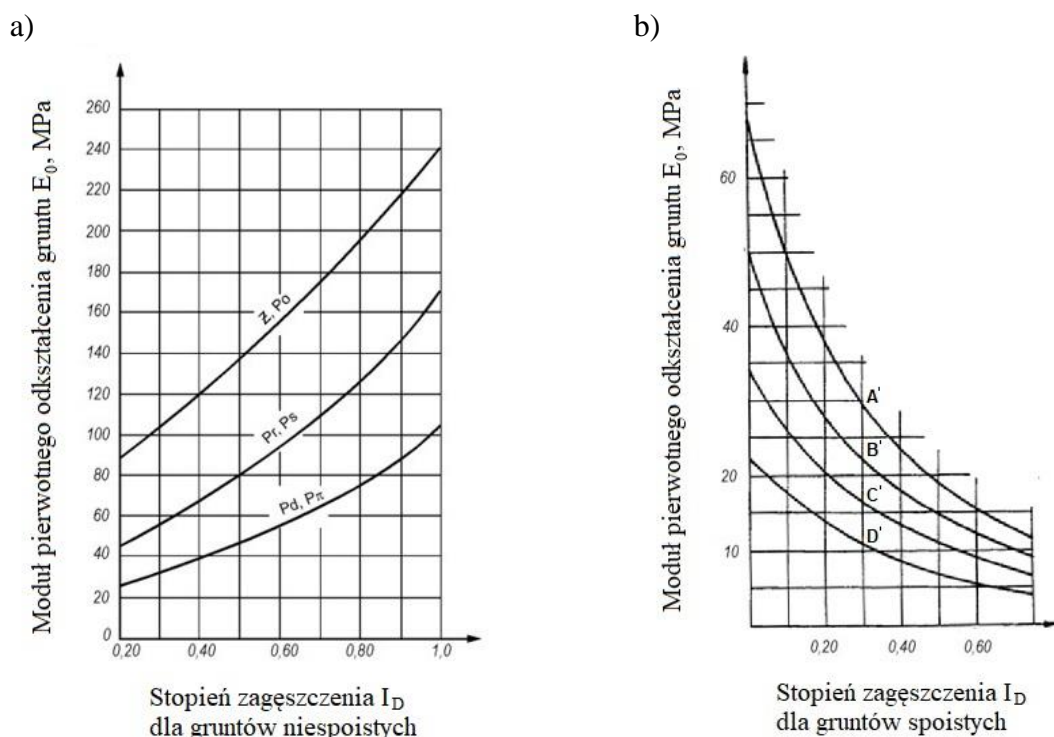 a)
Moduł pierwotnego odkształcenia gruntu E0, MPa
260
240
220
200
180
160
140
120
100
80
60
40
20
0
0,20
0,40
0,60
0,80
1,0
Ż, Po
Pr, Ps
Pd, Pπ
Stopień zagęszczenia ID
dla gruntów niespoistych
b)
Moduł pierwotnego odkształcenia gruntu E0, MPa
60
40
20
10
0,20
0,40
0,60
A'
B'
C'
D'
Stopień zagęszczenia ID
dla gruntów spoistych